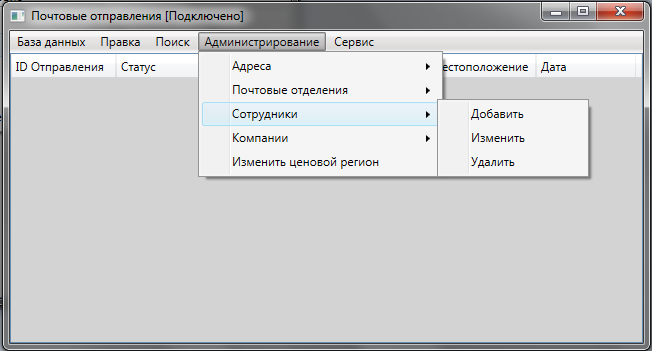 Почтовые отправления [Подключено]
База данных Правка Поиск Администрирование Сервис
ID Отправления Статус естоположение Дата
Адреса
Почтовые отделения
Сотрудники
Компании
Изменить ценовой регион
Добавить
Изменить
Удалить